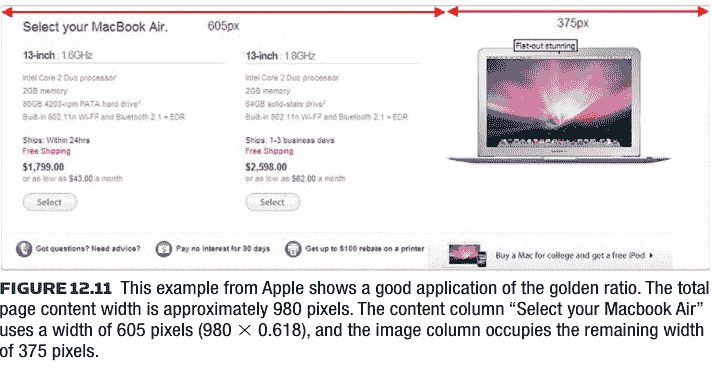 Select your MacBook Air.
605px
375px
13-inch : 1.6GHz
Intel Core 2 Duo processor
2GB memory
80GB 4200-rpm PATA hard drive¹
Built-in 802.11n Wi-Fi² and Bluetooth 2.1 + EDR
Ships: Within 24hrs
Free Shipping
$1,799.00
or as low as $43.00 a month
Select
13-inch : 1.8GHz
Intel Core 2 Duo processor
2GB memory
64GB solid-state drive¹
Built-in 802.11n Wi-Fi² and Bluetooth 2.1 + EDR
Ships: 1-3 business days
Free Shipping
$2,598.00
or as low as $62.00 a month
Select
Flat-out stunning
Got questions? Need advice?
Pay no interest for 90 days
Get up to $100 rebate on a printer
Buy a Mac for college and get a free iPod
FIGURE 12.11 This example from Apple shows a good application of the golden ratio. The total
page content width is approximately 980 pixels. The content column “Select your Macbook Air”
uses a width of 605 pixels (980 × 0.618), and the image column occupies the remaining width
of 375 pixels.